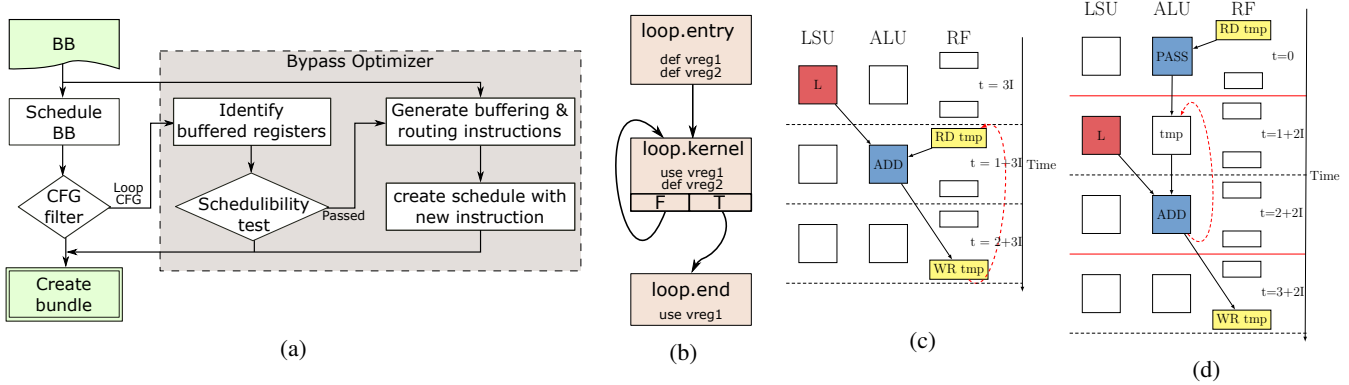 BB
Schedule
BB
CFG
filter
Loop
CFG
Create
bundle
Bypass Optimizer
Identify
buffered registers
Schedulibility
test
Passed
Generate buffering &
routing instructions
create schedule with
new instruction
(a)
loop.entry
def vreg1
def vreg2
loop.kernel
use vreg1
def vreg2
F T
loop.end
use vreg1
(b)
LSU ALU RF
L
t = 3I
RD tmp
ADD
t = 1+3I
Time
t = 2+3I
WR tmp
(c)
LSU ALU RF
RD tmp
PASS
t=0
L
tmp
t=1+2I
Time
ADD
t=2+2I
t=3+2I
WR tmp
(d)